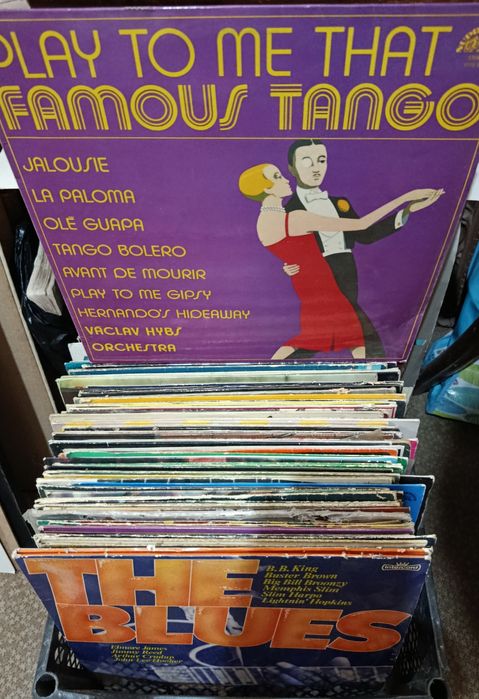 PLAY TO ME THAT
FAMOUS TANGO
JALOUSIE
LA PALOMA
OLÉ GUAPA
TANGO BOLERO
AVANT DE MOURIR
PLAY TO ME GIPSY
HERNANDO'S HIDEAWAY
VACLAV HYBS
ORCHESTRA
THE
BLUES
B.B. King
Buster Brown
Big Bill Broonzy
Memphis Slim
Slim Harpo
Lightnin' Hopkins
Elmore James
Jimmy Reed
Arthur Crudup
John Lee Hooker